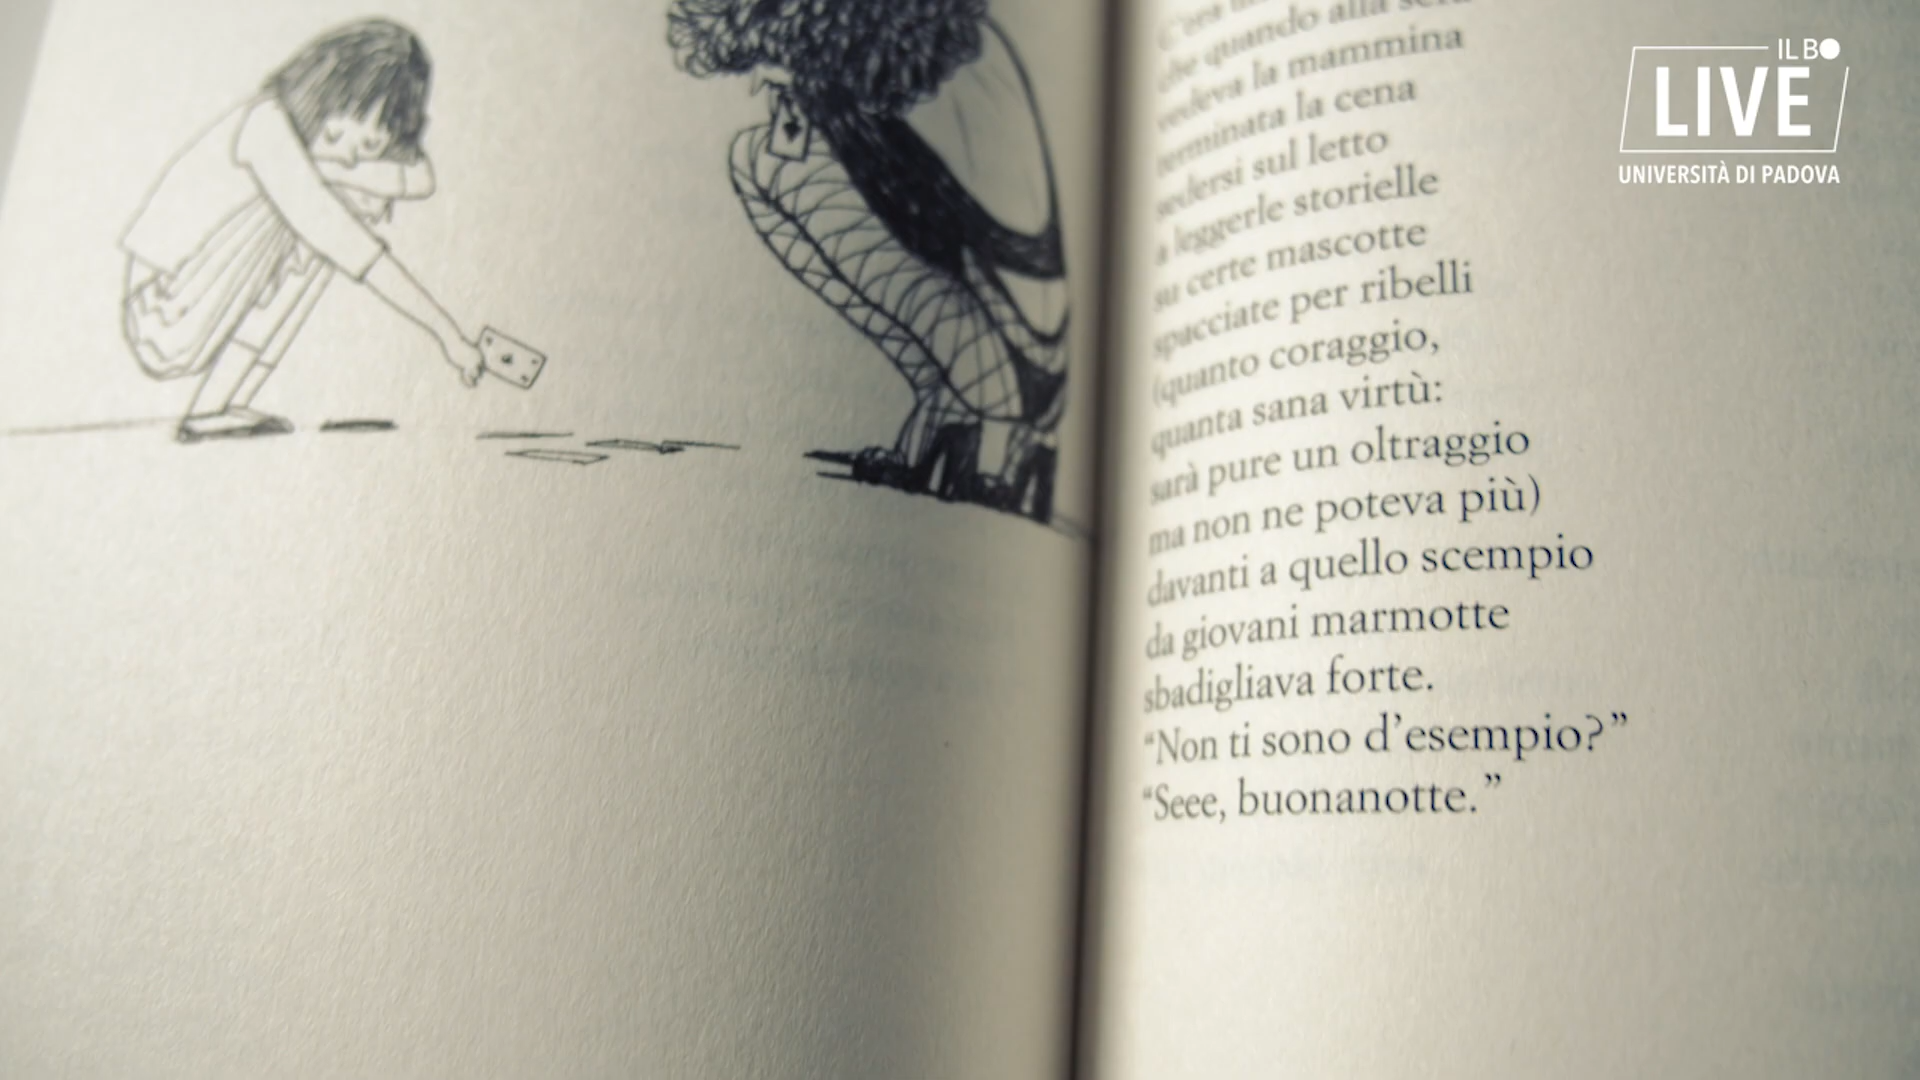 C'era
che quando alla sera
vedeva la mammina
terminata la cena
sedersi sul letto
a leggerle storielle
su certe mascotte
spacciate per ribelli
(quanto coraggio,
quanta sana virtù:
sarà pure un oltraggio
ma non ne poteva più)
davanti a quello scempio
da giovani marmotte
sbadigliava forte.
“Non ti sono d’esempio?”
“Seee, buonanotte.”
IL BO
LIVE
UNIVERSITÀ DI PADOVA